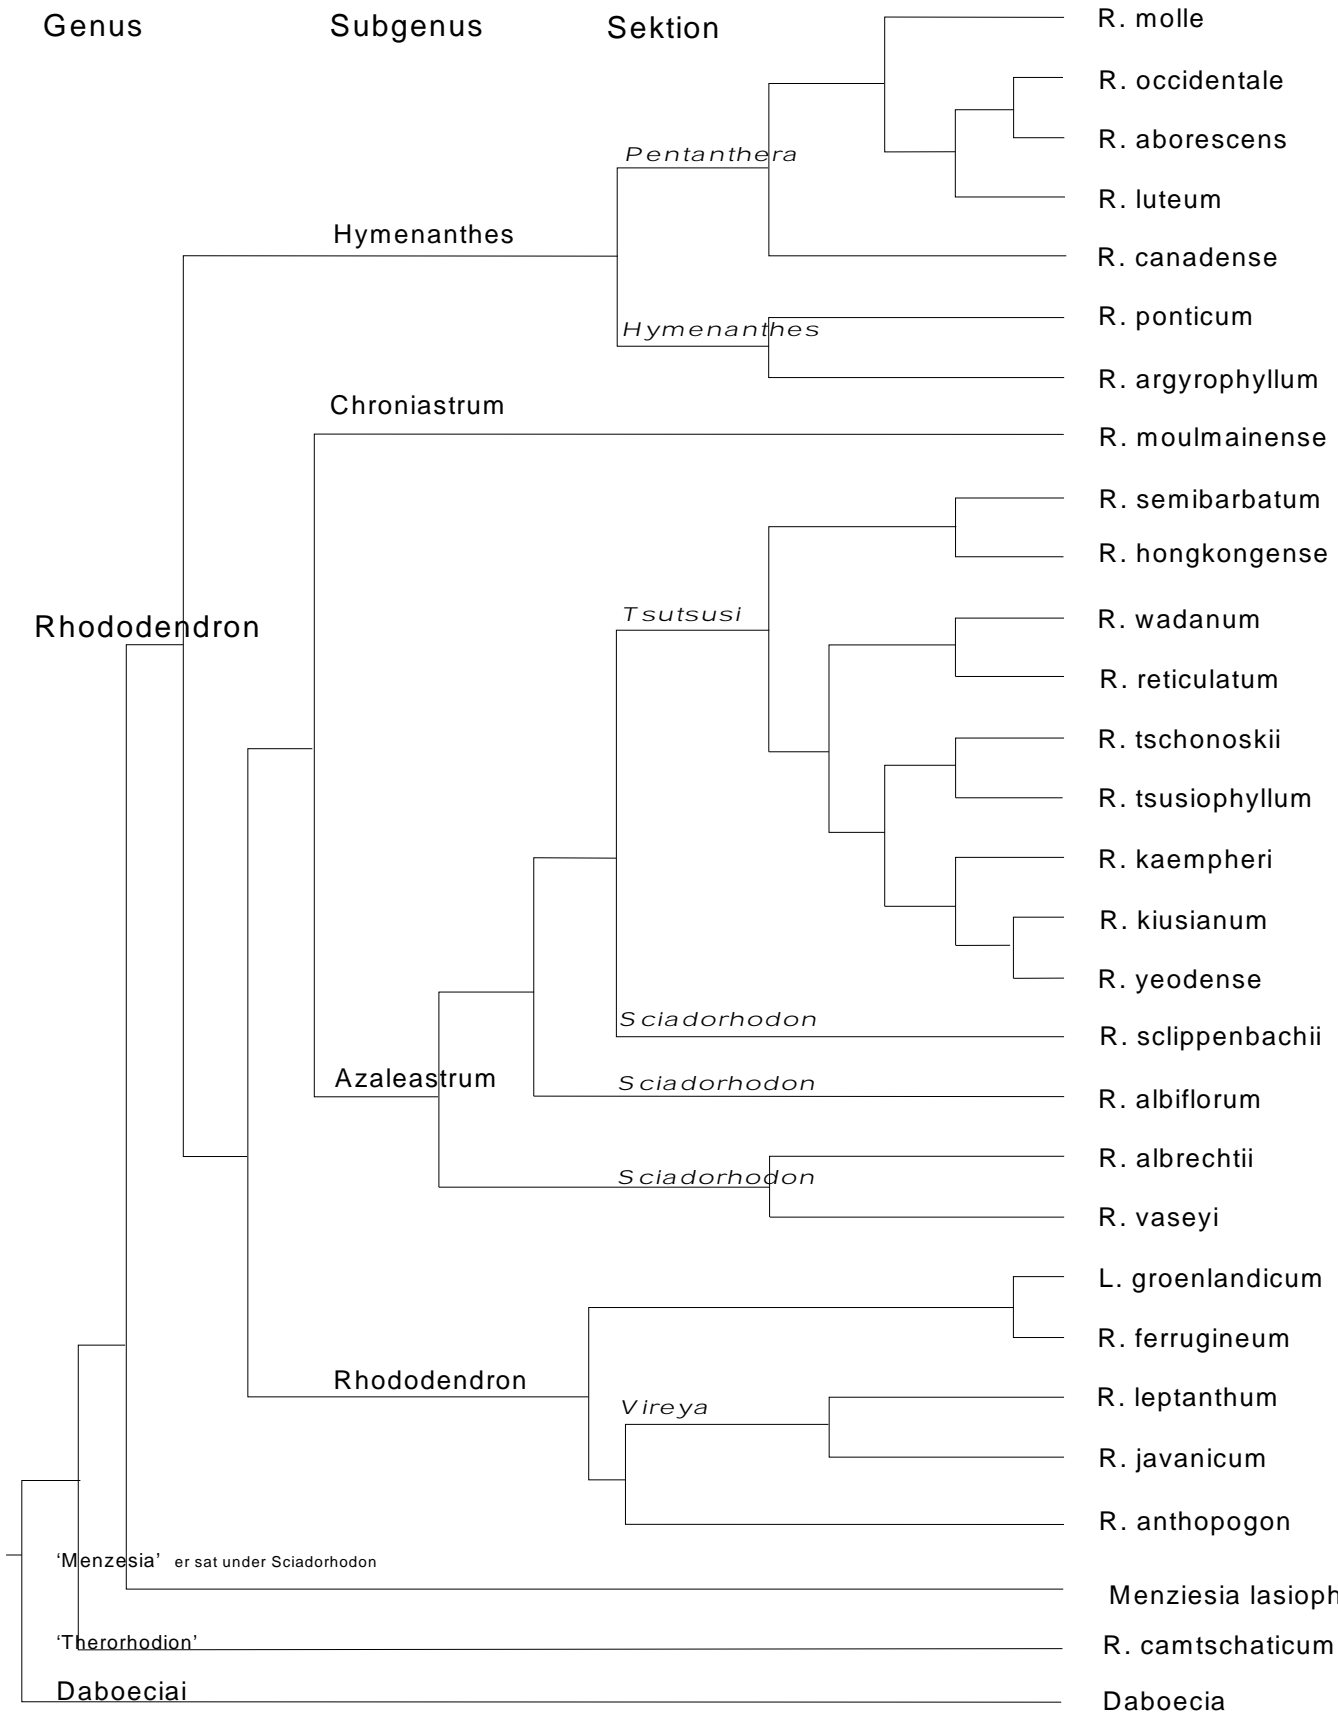 Genus Subgenus Sektion
R. molle
R. occidentale
R. aborescens
Pentanthera
R. luteum
Hymenanthes
R. canadense
R. ponticum
Hymenanthes
R. argyrophyllum
Chroniastrum
R. moulmainense
R. semibarbatum
R. hongkongense
Tsutsusi
R. wadanum
Rhododendron
R. reticulatum
R. tschonoskii
R. tsusiophyllum
R. kaempheri
R. kiusianum
R. yeodense
Sciadorhodon
R. sclippenbachii
Azaleastrum
Sciadorhodon
R. albiflorum
R. albrechtii
Sciadorhodon
R. vaseyi
L. groenlandicum
R. ferrugineum
Rhododendron
R. leptanthum
Vireya
R. javanicum
R. anthopogon
‘Menzesia’ er sat under Sciadorhodon
Menziesia lasioph
‘Therorhodion’
R. camtschaticum
Daboeciai
Daboecia